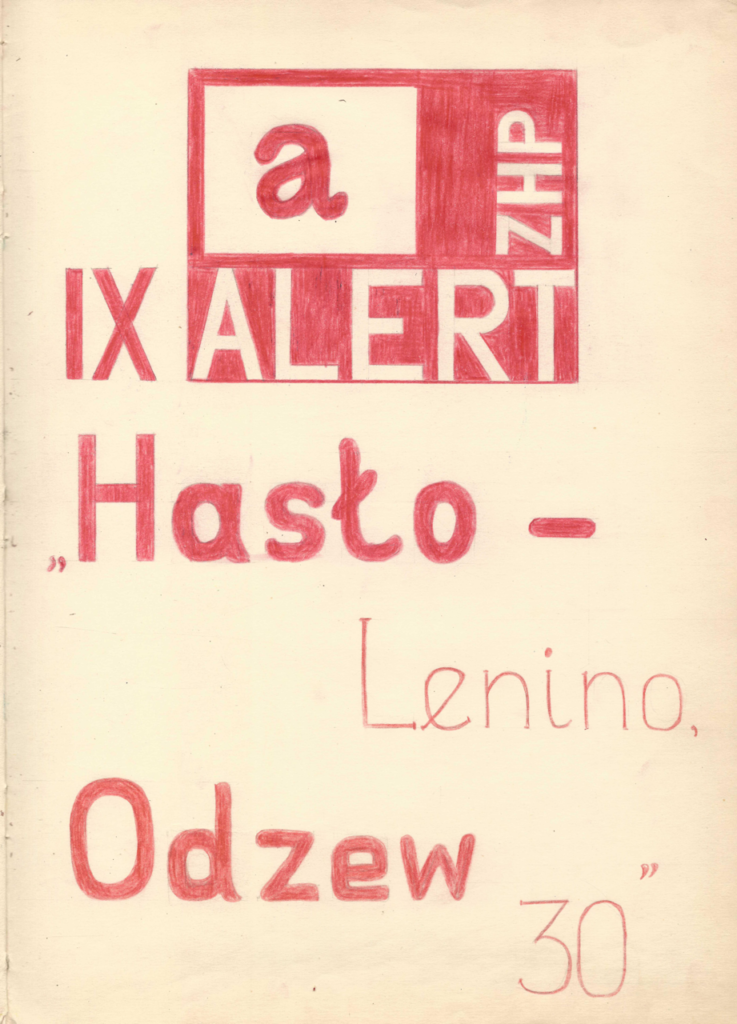 a
ZHP
IX ALERT
„Hasło –
Lenino,
Odzew
30”